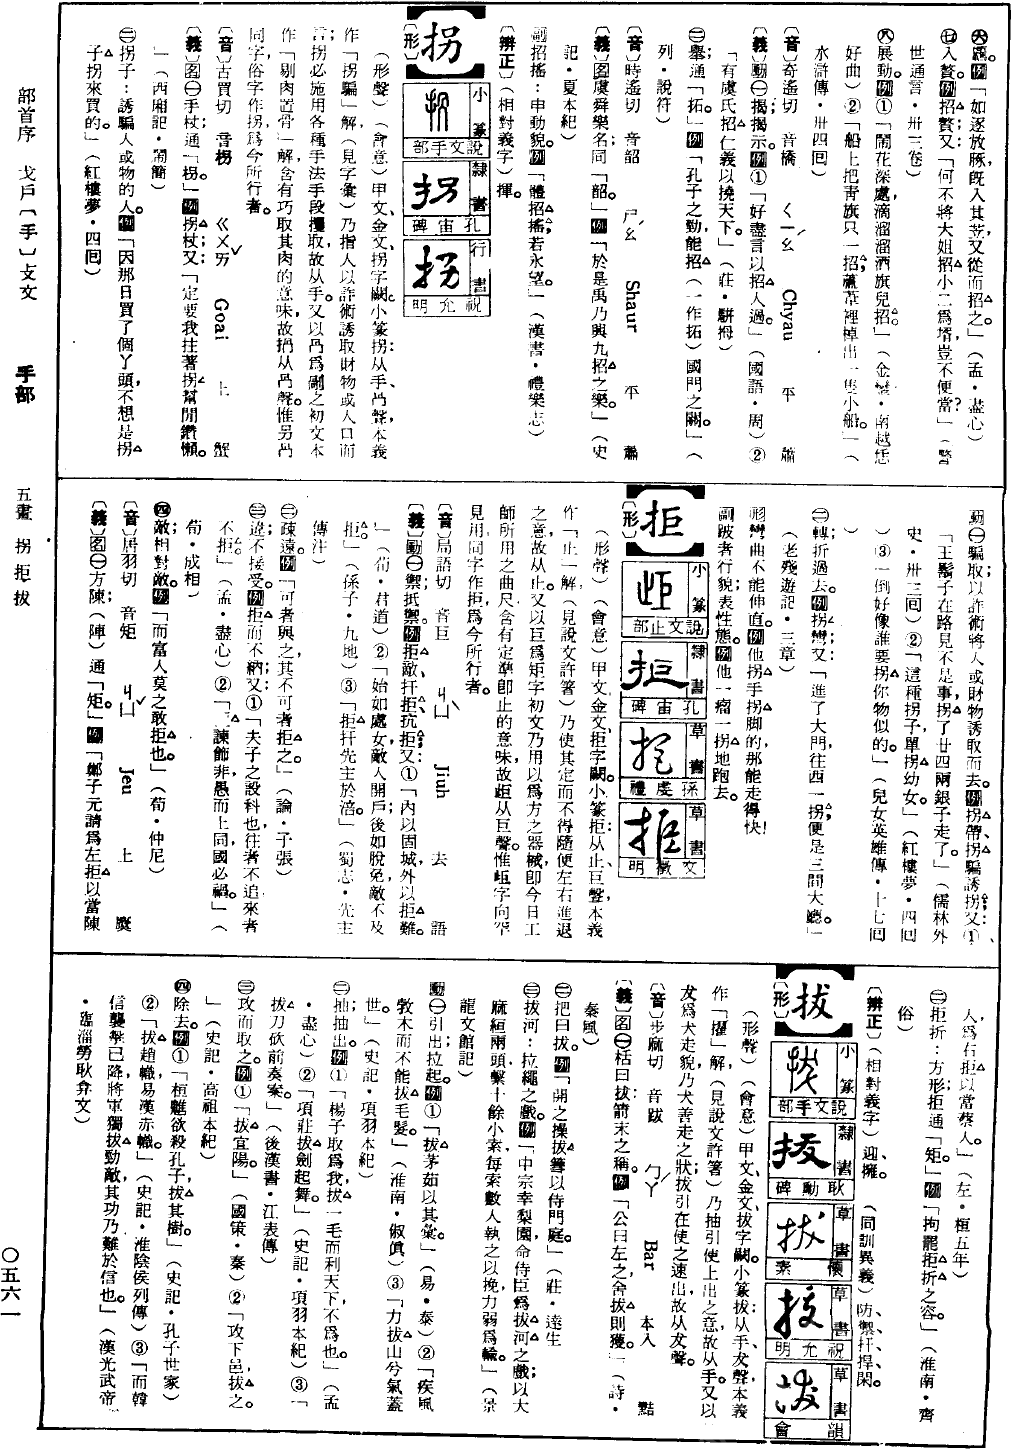 ㊅羂。例「如逐放豚，既入其苙，又從而招之。」（孟·盡心）
㊆入贅。例招贅；又「何不將大姐招小二爲壻，豈不便當？」（警
世通言·卅三卷）
㊇展動。例①「鬧花深處，滴溜溜酒旗兒招。」（金鑾·南越恁
好曲）②「船上把靑旗只一招，蘆葦裡棹出一隻小船。」（
水滸傳·卅四回）
〔音〕奇遙切　音橋　ㄑㄧㄠˊ　Chyau　平　蕭
〔義〕動㊀揭；揭示。例①「好盡言以招人過。」（國語·周）②
「有虞氏招仁義以撓天下。」（莊·駢拇）
㊁舉；通「拓」。例「孔子之勁，能招（一作拓）國門之關。」（
列·說符）
〔音〕時遙切　音韶　ㄕㄠˊ　Shaur　平　蕭
〔義〕名虞舜樂名；同「韶」。例「於是禹乃興九招之樂。」（史
記·夏本紀）
副招搖：申動貌。例「體招搖，若永望。」（漢書·禮樂志）
〔辨正〕（相對義字）揮。
拐
〔形〕
小篆　說文手部
隸書　孔宙碑
行書　祝允明
（形聲）（會意）甲文、金文拐字闕。小篆拐：从手、咼聲，本義
作「拐騙」解（見字彙），乃指人以詐術誘取財物或人口而
言，拐必施用各種手法手段攫取，故从手。又以咼爲剮之初文，本
作「剔肉置骨」解，含有巧取其肉的意味，故拐从咼聲。惟另咼
同字，俗字作拐，爲今所行者。
〔音〕古買切　音枴　ㄍㄨㄞˇ　Goai　上　蟹
〔義〕名㊀手杖；通「枴」。例拐杖；又「定要我拄著拐幫閒鑽懶。
」（西廂記·鬧簡）
㊁拐子：誘騙人或物的人。例「因那日買了個丫頭，不想是拐
子拐來買的。」（紅樓夢·四回）
動㊀騙取；以詐術將人或財物誘取而去。例拐帶、拐騙、誘拐；又①
「王鬍子在路見不是事，拐了廿四兩銀子走了。」（儒林外
史·卅三回）②「這種拐子單拐幼女。」（紅樓夢·四回
）③「倒好像誰要拐你物似的。」（兒女英雄傳·十七回
）
㊁轉折過去。例拐彎；又「進了大門，往西一拐，便是三間大廳。」
（老殘遊記·三章）
形彎曲不能伸直。例他拐手拐脚的，那能走得快！
副跛者行貌；表性態。例他一瘤一拐地跑去。
拒
〔形〕
小篆　說文止部
隸書　孔宙碑
草書　孫虔禮
草書　文徵明
（形聲）（會意）甲文、金文拒字闕。小篆拒：从止、巨聲，本義
作「止」解（見說文許箸），乃使其定而不得隨便左右進退
之意，故从止。又以巨爲矩字初文，乃用以爲方之器械，即今日工
師所用之曲尺，含有定準即止的意味，故歫从巨聲。惟歫字向罕
見用，同字作拒，爲今所行者。
〔音〕局語切　音巨　ㄐㄩˋ　Jiuh　去　語
〔義〕動㊀禦；抵禦。例拒敵、扞拒、抗拒；又①「內以固城，外以拒難。
」（荀·君道）②「始如處女，敵人開戶；後如脫兔，敵不及
拒。」（孫子·九地）③「拒扞先主於涪。」（蜀志·先主
傳注）
㊁疎遠。例「可者與之，其不可者拒之。」（論·子張）
㊂違；不接受。例拒而不納；又：①「夫子之設科也，往者不追，來者
不拒。」（孟·盡心）②「拒諫飾非，愚而上同，國必禍。」（
荀·成相）
㊃敵；相對敵。例「而富人莫之敢拒也。」（荀·仲尼）
〔音〕居羽切　音矩　ㄐㄩˇ　Jeu　上　麌
〔義〕名㊀方陳；（陣）通「矩」。例「鄭子元請爲左拒，以當陳
人；爲右拒，以當蔡人。」（左·桓五年）
㊁拒折：方形；拒通「矩」。例「拘罷拒折之容。」（淮南·齊
俗）
〔辨正〕（相對義字）迎、擁。　（同訓異義）防、禦、扞、捍、閑。
拔
〔形〕
小篆　說文手部
隸書　耿勳碑
草書　懷素
草書　祝允明
草書　韻會
（形聲）（會意）甲文、金文拔字闕。小篆拔：从手、犮聲，本義
作「擢」解（見說文許箸），乃抽引使上出之意，故从手。又以
犮爲犬走貌，乃犬善走之狀，拔引在使之速出，故从犮聲。
〔音〕步廢切　音跋　ㄅㄚˊ　Bar　本入　黠
〔義〕名㊀栝曰拔：箭末之稱。例「公曰左之，舍拔則獲。」（詩·
秦風）
㊁把曰拔。例「開之操拔篲以侍門庭。」（莊·達生
㊂拔河：拉繩之戲。例「中宗幸梨園，命侍臣爲拔河之戲；以大
麻絙兩頭繫十餘小索，每索數人執之以挽，力弱爲輸。」（景
龍文館記）
動㊀引出；拉起。例①「拔茅茹，以其彙。」（易·泰）②「疾風
敎木，而不能拔毛髮。」（淮南·俶眞）③「力拔山兮氣蓋
世。」（史記·項羽本紀）
㊁抽；抽出。例①「楊子取爲我，拔一毛而利天下，不爲也。」（孟
·盡心）②「項莊拔劍起舞。」（史記·項羽本紀）③「
拔刀砍前奏案。」（後漢書·江表傳）
㊂攻而取之。例①「拔宜陽。」（國策·秦）②「攻下邑，拔之。
」（史記·高祖本紀）
㊃除去。例①「桓魋欲殺孔子，拔其樹。」（史記·孔子世家）
②「拔趙幟，易漢赤幟。」（史記·淮陰侯列傳）③「而韓
信襲擊已降，將軍獨拔勁敵，其功乃難於信也。」（漢光武帝
·臨淄勞耿弇文）
部首序　戈戶〔手〕支文　手部　五畫　拐拒拔　○五六一